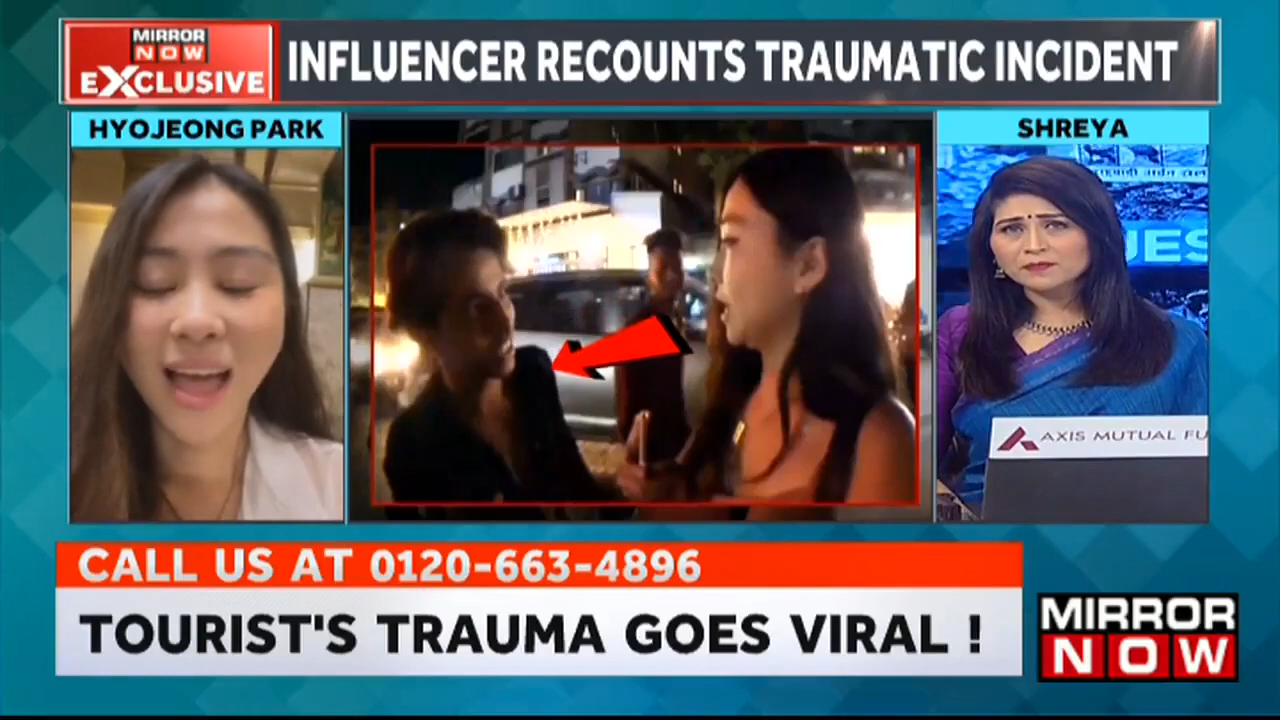 MIRROR
NOW
EXCLUSIVE
INFLUENCER RECOUNTS TRAUMATIC INCIDENT
HYOJEONG PARK
SHREYA
UES
AXIS MUTUAL FU
CALL US AT 0120-663-4896
TOURIST'S TRAUMA GOES VIRAL !
MIRROR
NOW